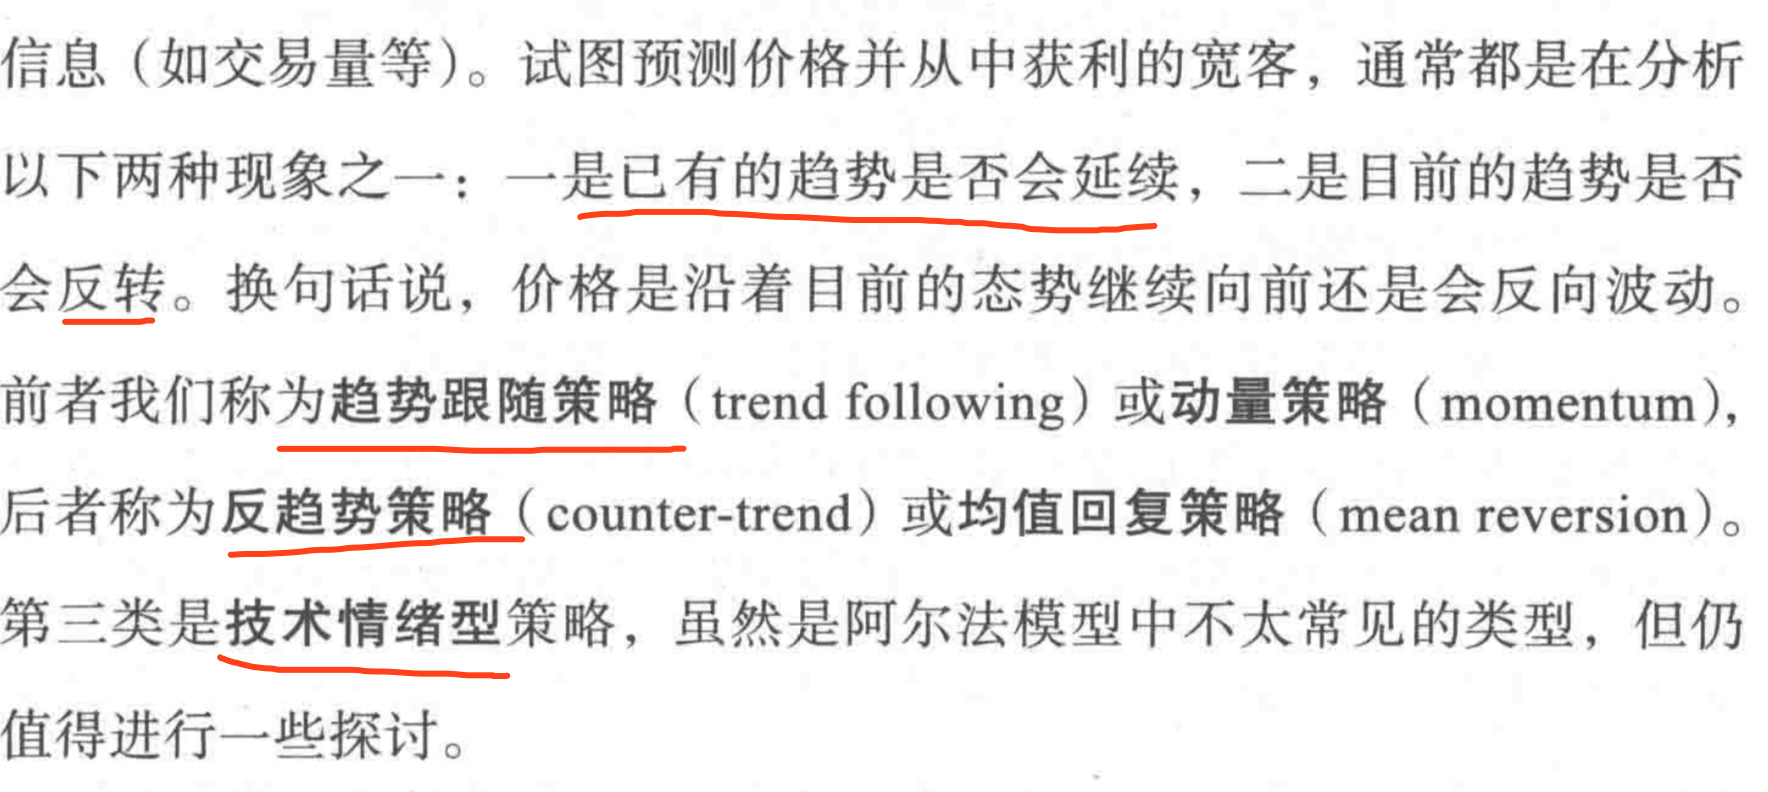 信息（如交易量等）。试图预测价格并从中获利的宽客，通常都是在分析
以下两种现象之一：一是已有的趋势是否会延续，二是目前的趋势是否
会反转。换句话说，价格是沿着目前的态势继续向前还是会反向波动。
前者我们称为趋势跟随策略（trend following）或动量策略（momentum），
后者称为反趋势策略（counter-trend）或均值回复策略（mean reversion）。
第三类是技术情绪型策略，虽然是阿尔法模型中不太常见的类型，但仍
值得进行一些探讨。